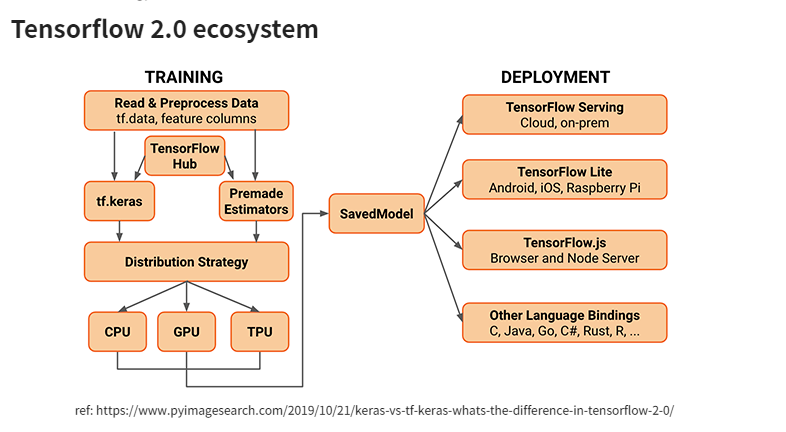 Tensorflow 2.0 ecosystem
TRAINING
Read & Preprocess Data
tf.data, feature columns
TensorFlow
Hub
tf.keras
Premade
Estimators
Distribution Strategy
CPU
GPU
TPU
SavedModel
DEPLOYMENT
TensorFlow Serving
Cloud, on-prem
TensorFlow Lite
Android, iOS, Raspberry Pi
TensorFlow.js
Browser and Node Server
Other Language Bindings
C, Java, Go, C#, Rust, R, ...
ref: https://www.pyimagesearch.com/2019/10/21/keras-vs-tf-keras-whats-the-difference-in-tensorflow-2-0/